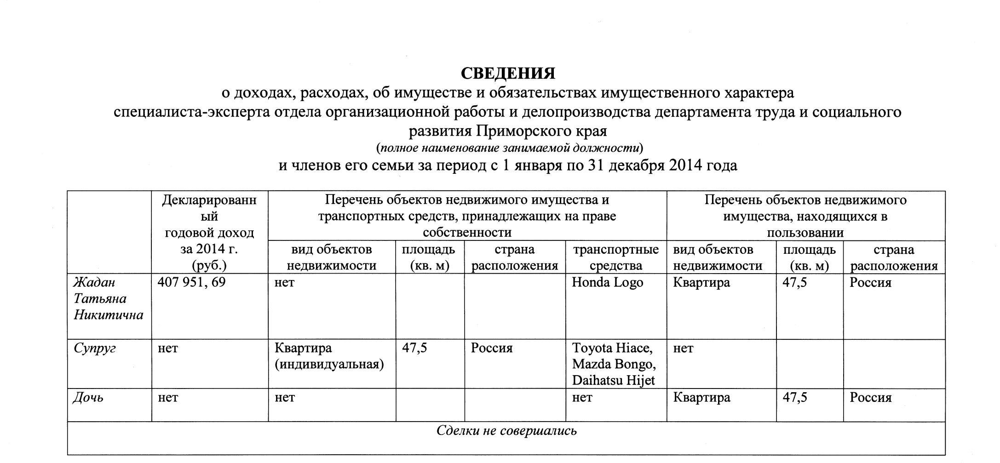 СВЕДЕНИЯ
о доходах, расходах, об имуществе и обязательствах имущественного характера
специалиста-эксперта отдела организационной работы и делопроизводства департамента труда и социального
развития Приморского края
(полное наименование занимаемой должности)
и членов его семьи за период с 1 января по 31 декабря 2014 года
Декларированн
ый
годовой доход
за 2014 г.
(руб.)
Перечень объектов недвижимого имущества и
транспортных средств, принадлежащих на праве
собственности
Перечень объектов недвижимого
имущества, находящихся в
пользовании
вид объектов
недвижимости
площадь
(кв. м)
страна
расположения
транспортные
средства
вид объектов
недвижимости
площадь
(кв. м)
страна
расположения
Жадан
Татьяна
Никитична
407 951, 69
нет
Honda Logo
Квартира
47,5
Россия
Супруг
нет
Квартира
(индивидуальная)
47,5
Россия
Toyota Hiace,
Mazda Bongo,
Daihatsu Hijet
нет
Дочь
нет
нет
нет
Квартира
47,5
Россия
Сделки не совершались